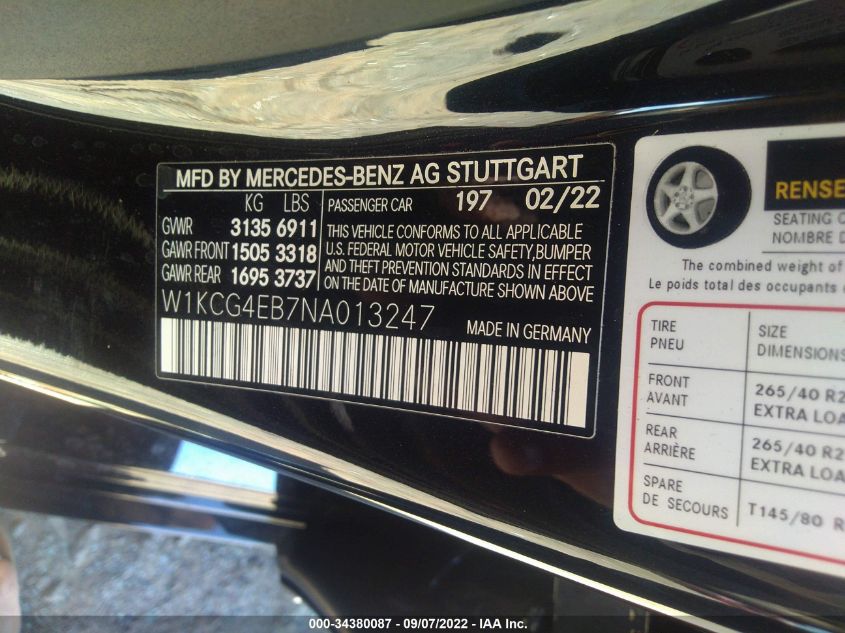 MFD BY MERCEDES-BENZ AG STUTTGART
KG LBS
PASSENGER CAR 197 02/22
GVWR 3135 6911
GAWR FRONT 1505 3318
GAWR REAR 1695 3737
THIS VEHICLE CONFORMS TO ALL APPLICABLE
U.S. FEDERAL MOTOR VEHICLE SAFETY, BUMPER
AND THEFT PREVENTION STANDARDS IN EFFECT
ON THE DATE OF MANUFACTURE SHOWN ABOVE
W1KCG4EB7NA013247
MADE IN GERMANY
RENSE
SEATING C
NOMBRE D
The combined weight of
Le poids total des occupants
TIRE
PNEU
SIZE
DIMENSIONS
FRONT
AVANT
265/40 R2
EXTRA LOA
REAR
ARRIÈRE
265/40 R2
EXTRA LOA
SPARE
DE SECOURS
T145/80 R
000-34380087 - 09/07/2022 - IAA Inc.